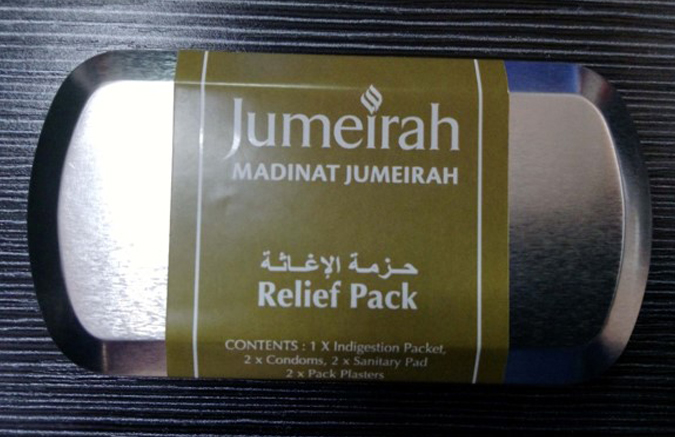 Jumeirah
MADINAT JUMEIRAH
حزمة الإغاثة
Relief Pack
CONTENTS : 1 X Indigestion Packet,
2 x Condoms, 2 x Sanitary Pad
2 x Pack Plasters